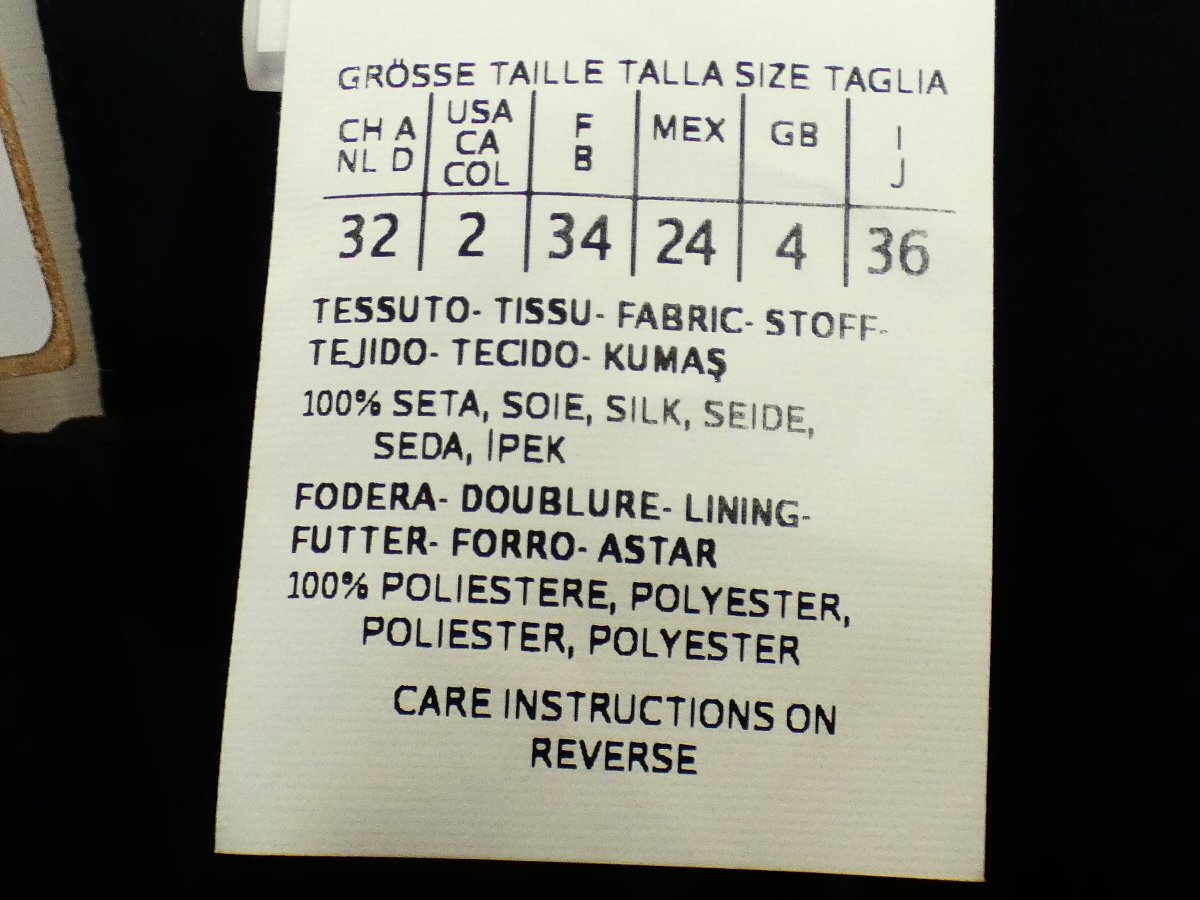 GRÖSSE TAILLE TALLA SIZE TAGLIA
CH A NL D | USA CA COL | F B | MEX | GB | I J
32 | 2 | 34 | 24 | 4 | 36
TESSUTO- TISSU- FABRIC- STOFF-
TEJIDO- TECIDO- KUMAŞ
100% SETA, SOIE, SILK, SEIDE,
SEDA, İPEK
FODERA- DOUBLURE- LINING-
FUTTER- FORRO- ASTAR
100% POLIESTERE, POLYESTER,
POLIESTER, POLYESTER
CARE INSTRUCTIONS ON
REVERSE